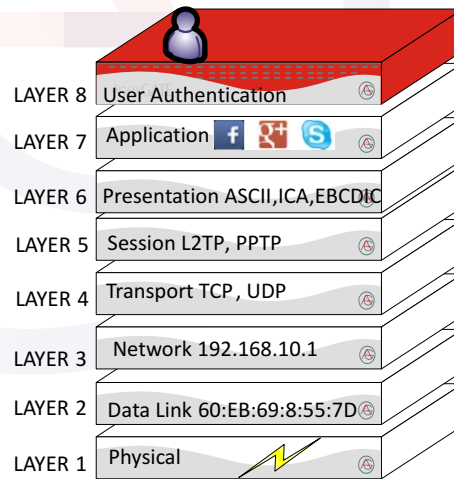 LAYER 8 User Authentication
LAYER 7 Application f g+ S
LAYER 6 Presentation ASCII,ICA,EBCDIC
LAYER 5 Session L2TP, PPTP
LAYER 4 Transport TCP , UDP
LAYER 3 Network 192.168.10.1
LAYER 2 Data Link 60:EB:69:8:55:7D
LAYER 1 Physical